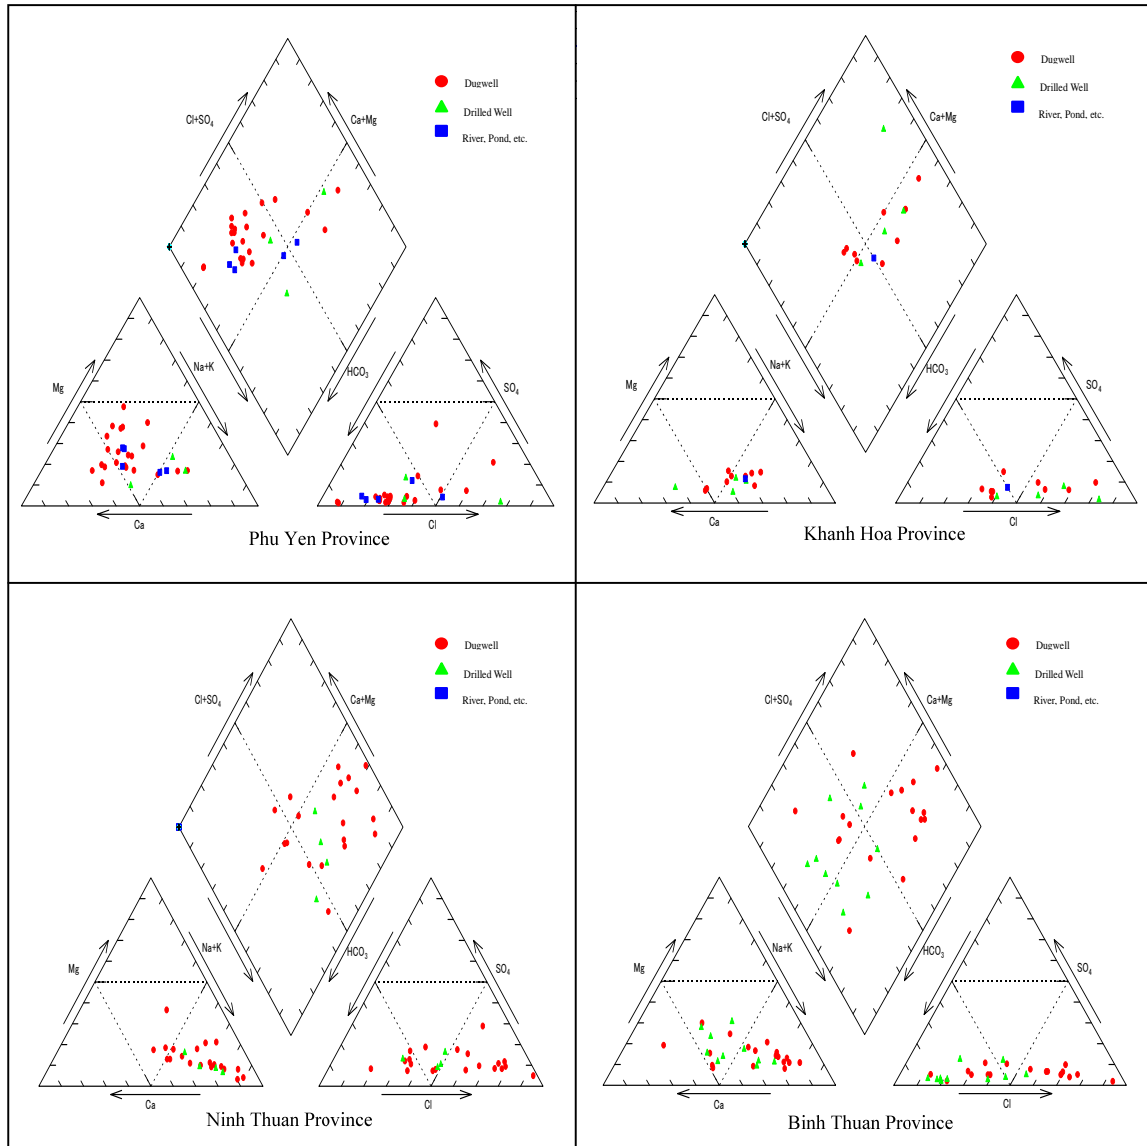 Dugwell
Drilled Well
River, Pond, etc.
Cl+SO4
Ca+Mg
Mg
Na+K
HCO3
SO4
Ca
Cl
Phu Yen Province
Dugwell
Drilled Well
River, Pond, etc.
Cl+SO4
Ca+Mg
Mg
Na+K
HCO3
SO4
Ca
Cl
Khanh Hoa Province
Dugwell
Drilled Well
River, Pond, etc.
Cl+SO4
Ca+Mg
Mg
Na+K
HCO3
SO4
Ca
Cl
Ninh Thuan Province
Dugwell
Drilled Well
River, Pond, etc.
Cl+SO4
Ca+Mg
Mg
Na+K
HCO3
SO4
Ca
Cl
Binh Thuan Province